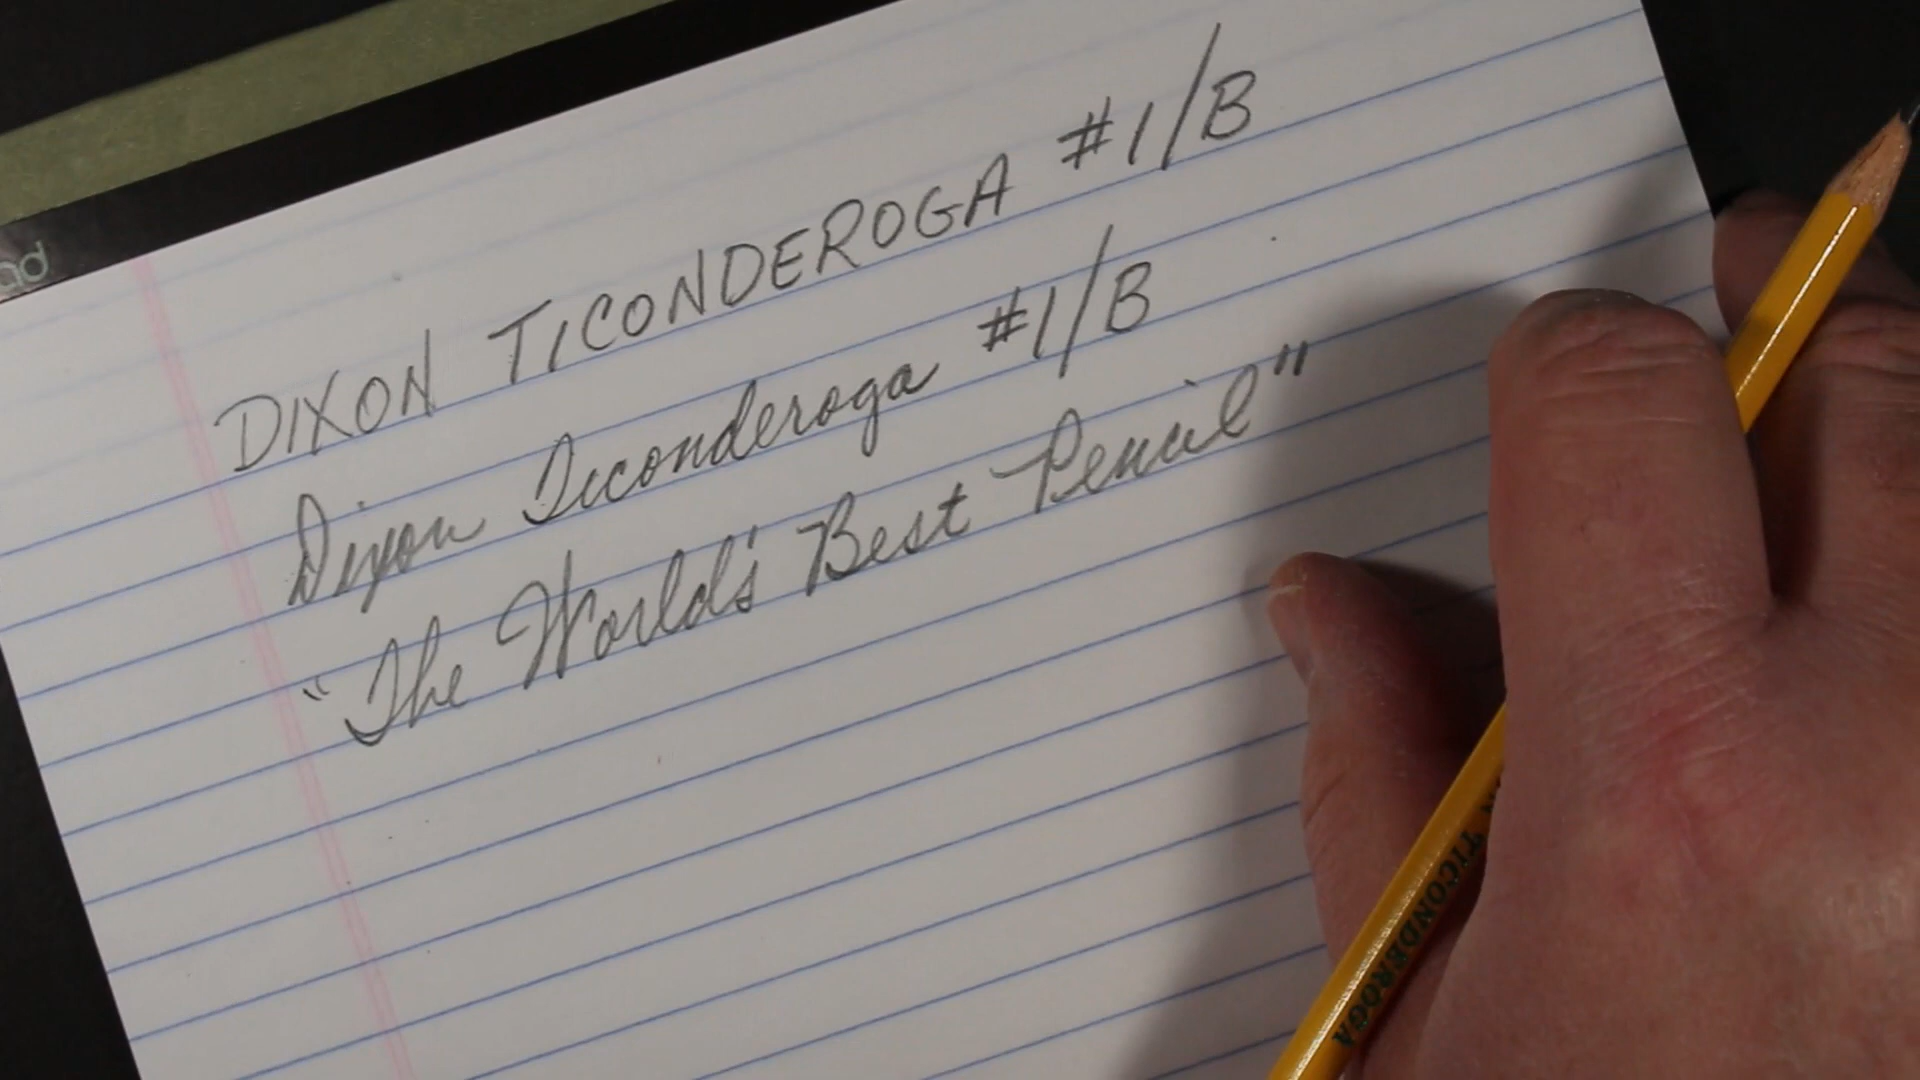 DIXON TICONDEROGA #1/B
Dixon Ticonderoga #1/B
"The World's Best Pencil"
TICONDEROGA